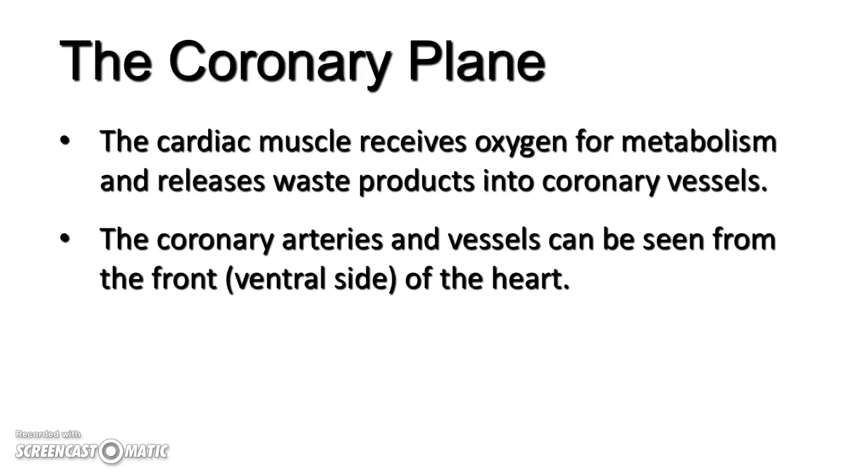 The Coronary Plane
• The cardiac muscle receives oxygen for metabolism
and releases waste products into coronary vessels.
• The coronary arteries and vessels can be seen from
the front (ventral side) of the heart.
Recorded with
SCREENCAST-O-MATIC